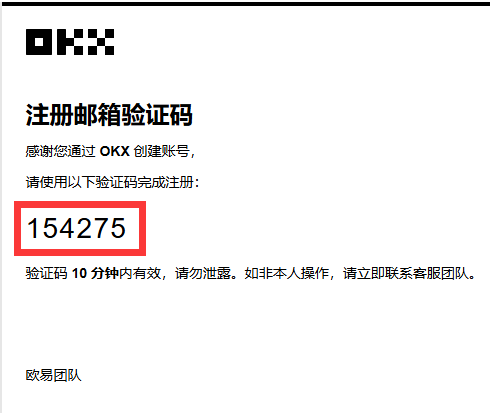 OKX
注册邮箱验证码
感谢您通过 OKX 创建账号，
请使用以下验证码完成注册：
154275
验证码 10 分钟内有效，请勿泄露。如非本人操作，请立即联系客服团队。
欧易团队